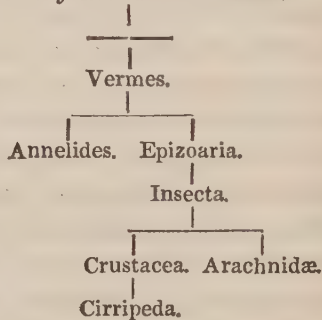 Vermes.
Annelides. Epizoaria.
Insecta.
Crustacea. Arachnidæ.
Cirripeda.